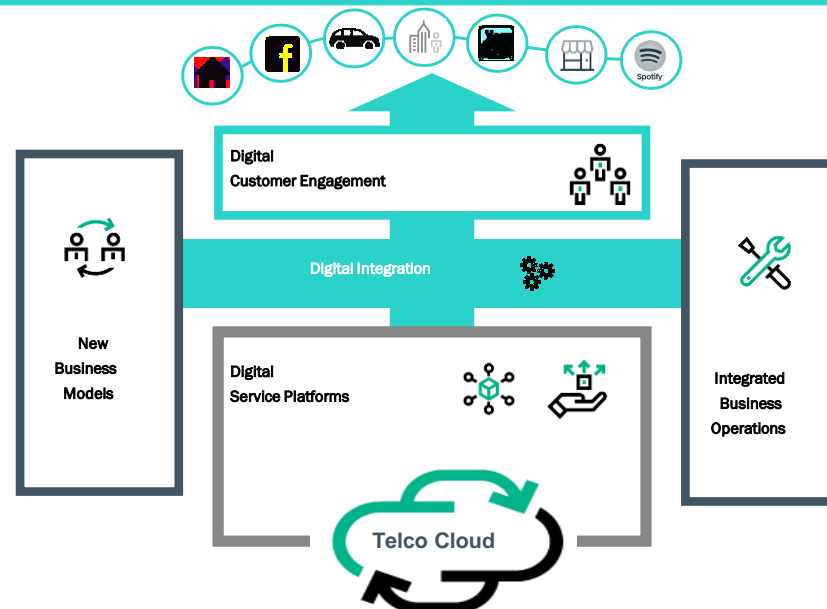 Spotify
Digital
Customer Engagement
Digital Integration
New
Business
Models
Digital
Service Platforms
Integrated
Business
Operations
Telco Cloud